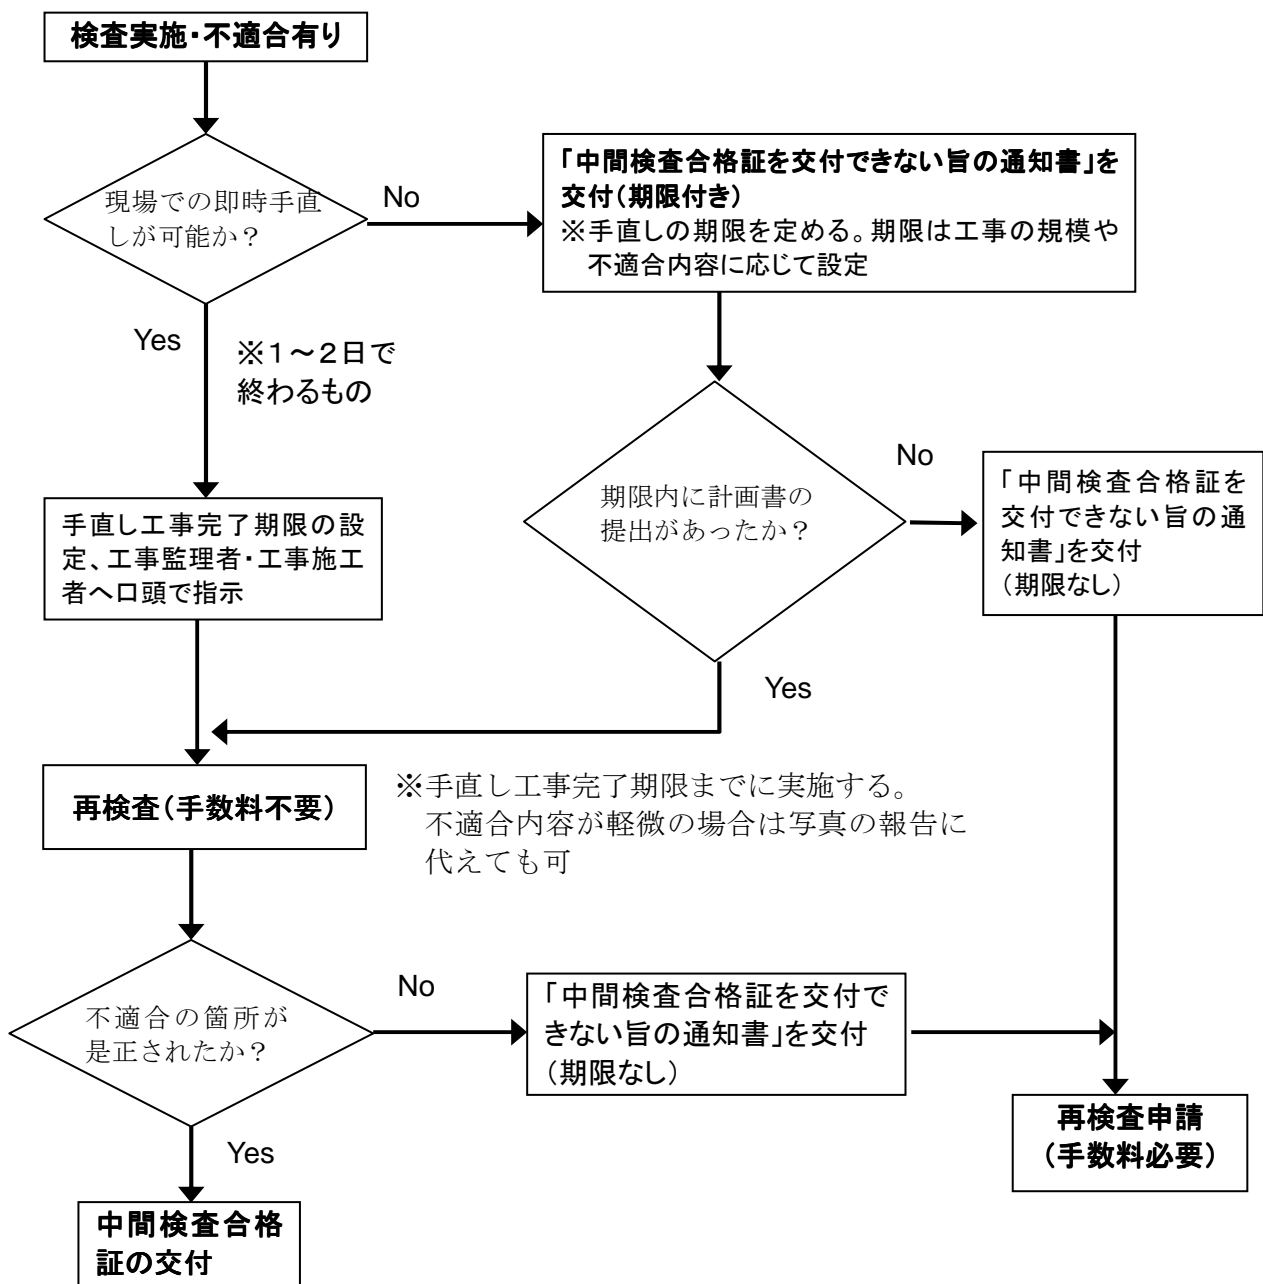 検査実施・不適合有り
現場での即時手直
しが可能か？
No
「中間検査合格証を交付できない旨の通知書」を
交付（期限付き）
※手直しの期限を定める。期限は工事の規模や
不適合内容に応じて設定
Yes
※１～２日で
終わるもの
期限内に計画書の
提出があったか？
No
「中間検査合格証を
交付できない旨の通
知書」を交付
（期限なし）
手直し工事完了期限の設
定、工事監理者・工事施工
者へ口頭で指示
Yes
再検査（手数料不要）
※手直し工事完了期限までに実施する。
不適合内容が軽微の場合は写真の報告に
代えても可
不適合の箇所が
是正されたか？
No
「中間検査合格証を交付で
きない旨の通知書」を交付
（期限なし）
再検査申請
（手数料必要）
Yes
中間検査合格
証の交付